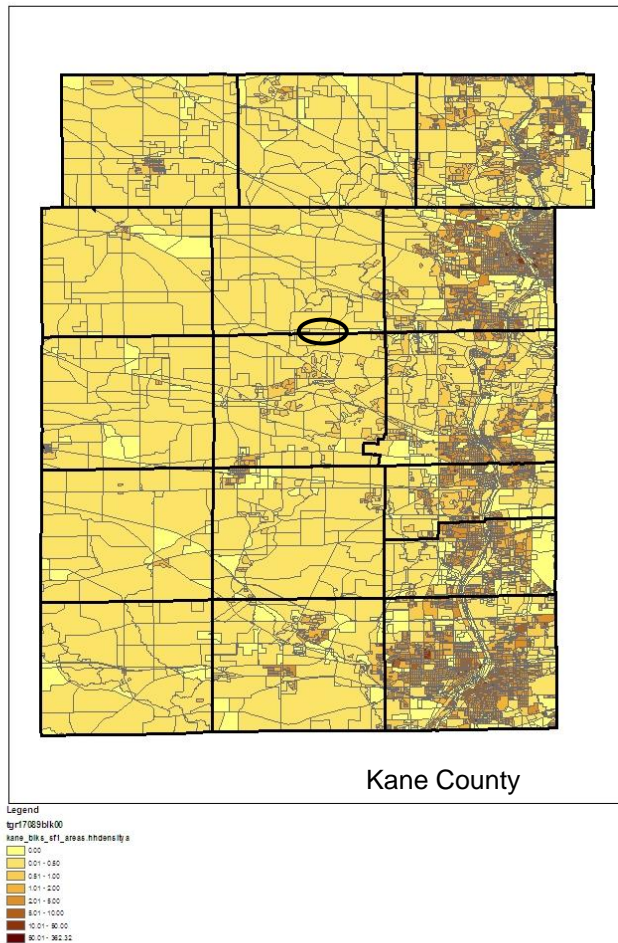 Kane County
Legend
tgr17089blk00
kane_blks_sf1_areas.hhdensitya
0.00
0.01 - 0.50
0.51 - 1.00
1.01 - 2.00
2.01 - 5.00
5.01 - 10.00
10.01 - 50.00
50.01 - 362.32